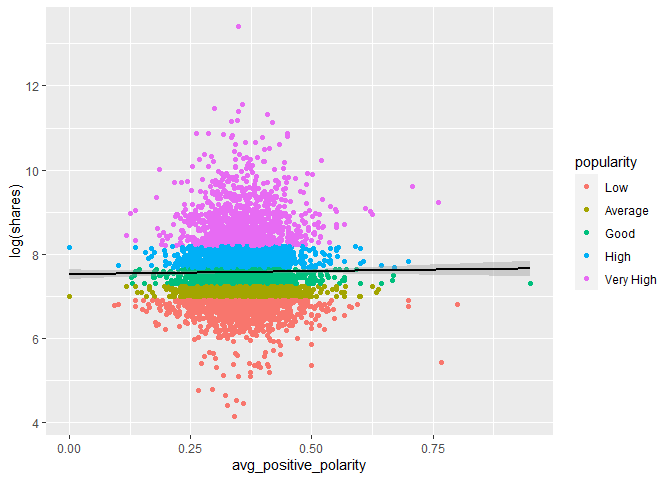 12
10
8
6
4
log(shares)
0.00
0.25
0.50
0.75
avg_positive_polarity
popularity
Low
Average
Good
High
Very High